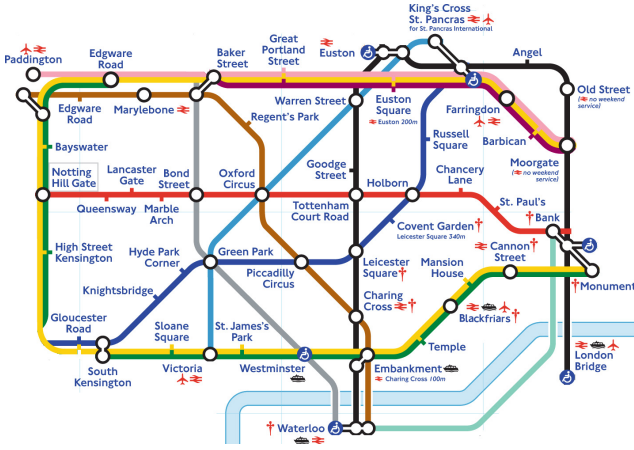 King's Cross
St. Pancras
for St. Pancras International
Paddington
Edgware
Road
Baker
Street
Great
Portland
Street
Euston
Angel
Old Street
(no weekend
service)
Edgware
Road
Marylebone
Regent's Park
Warren Street
Euston
Square
Euston 200m
Farringdon
Barbican
Moorgate
(no weekend
service)
Bayswater
Russell
Square
Notting
Hill Gate
Lancaster
Gate
Bond
Street
Oxford
Circus
Goodge
Street
Holborn
Chancery
Lane
St. Paul's
Bank
Queensway
Marble
Arch
Tottenham
Court Road
Covent Garden
Leicester Square 340m
Cannon
Street
High Street
Kensington
Hyde Park
Corner
Green Park
Piccadilly
Circus
Leicester
Square
Mansion
House
Monument
Knightsbridge
Charing
Cross
Blackfriars
Gloucester
Road
Sloane
Square
St. James's
Park
Temple
London
Bridge
South
Kensington
Victoria
Westminster
Embankment
Charing Cross 100m
Waterloo